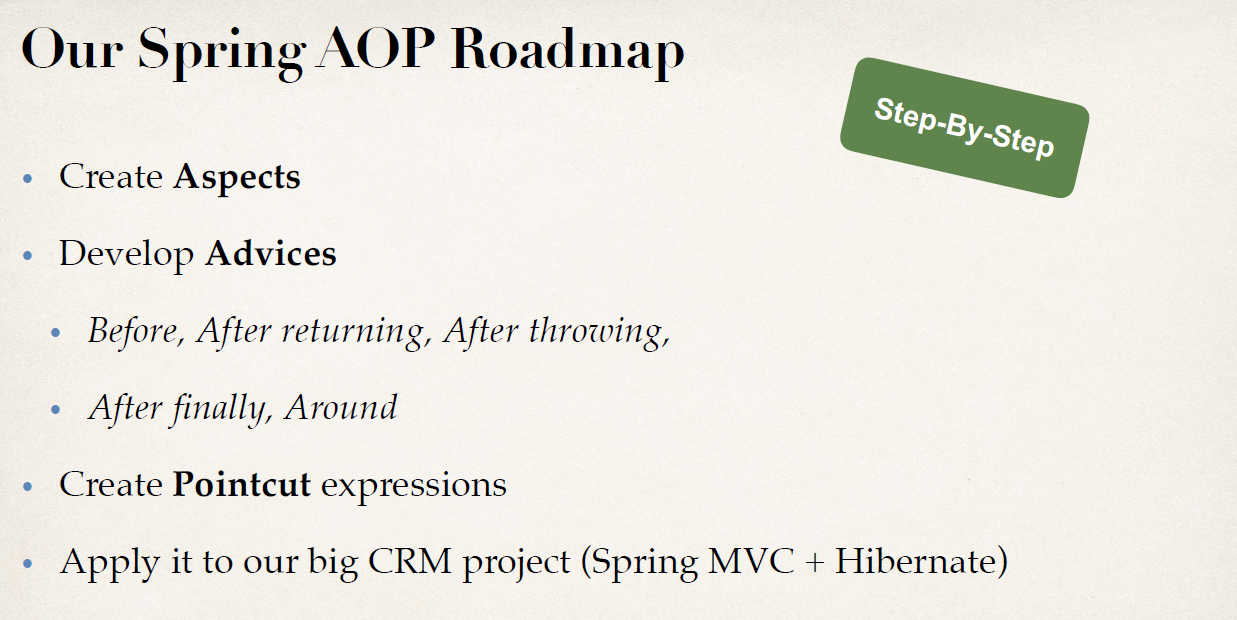 Our Spring AOP Roadmap
Step-By-Step
• Create Aspects
• Develop Advices
• Before, After returning, After throwing,
• After finally, Around
• Create Pointcut expressions
• Apply it to our big CRM project (Spring MVC + Hibernate)